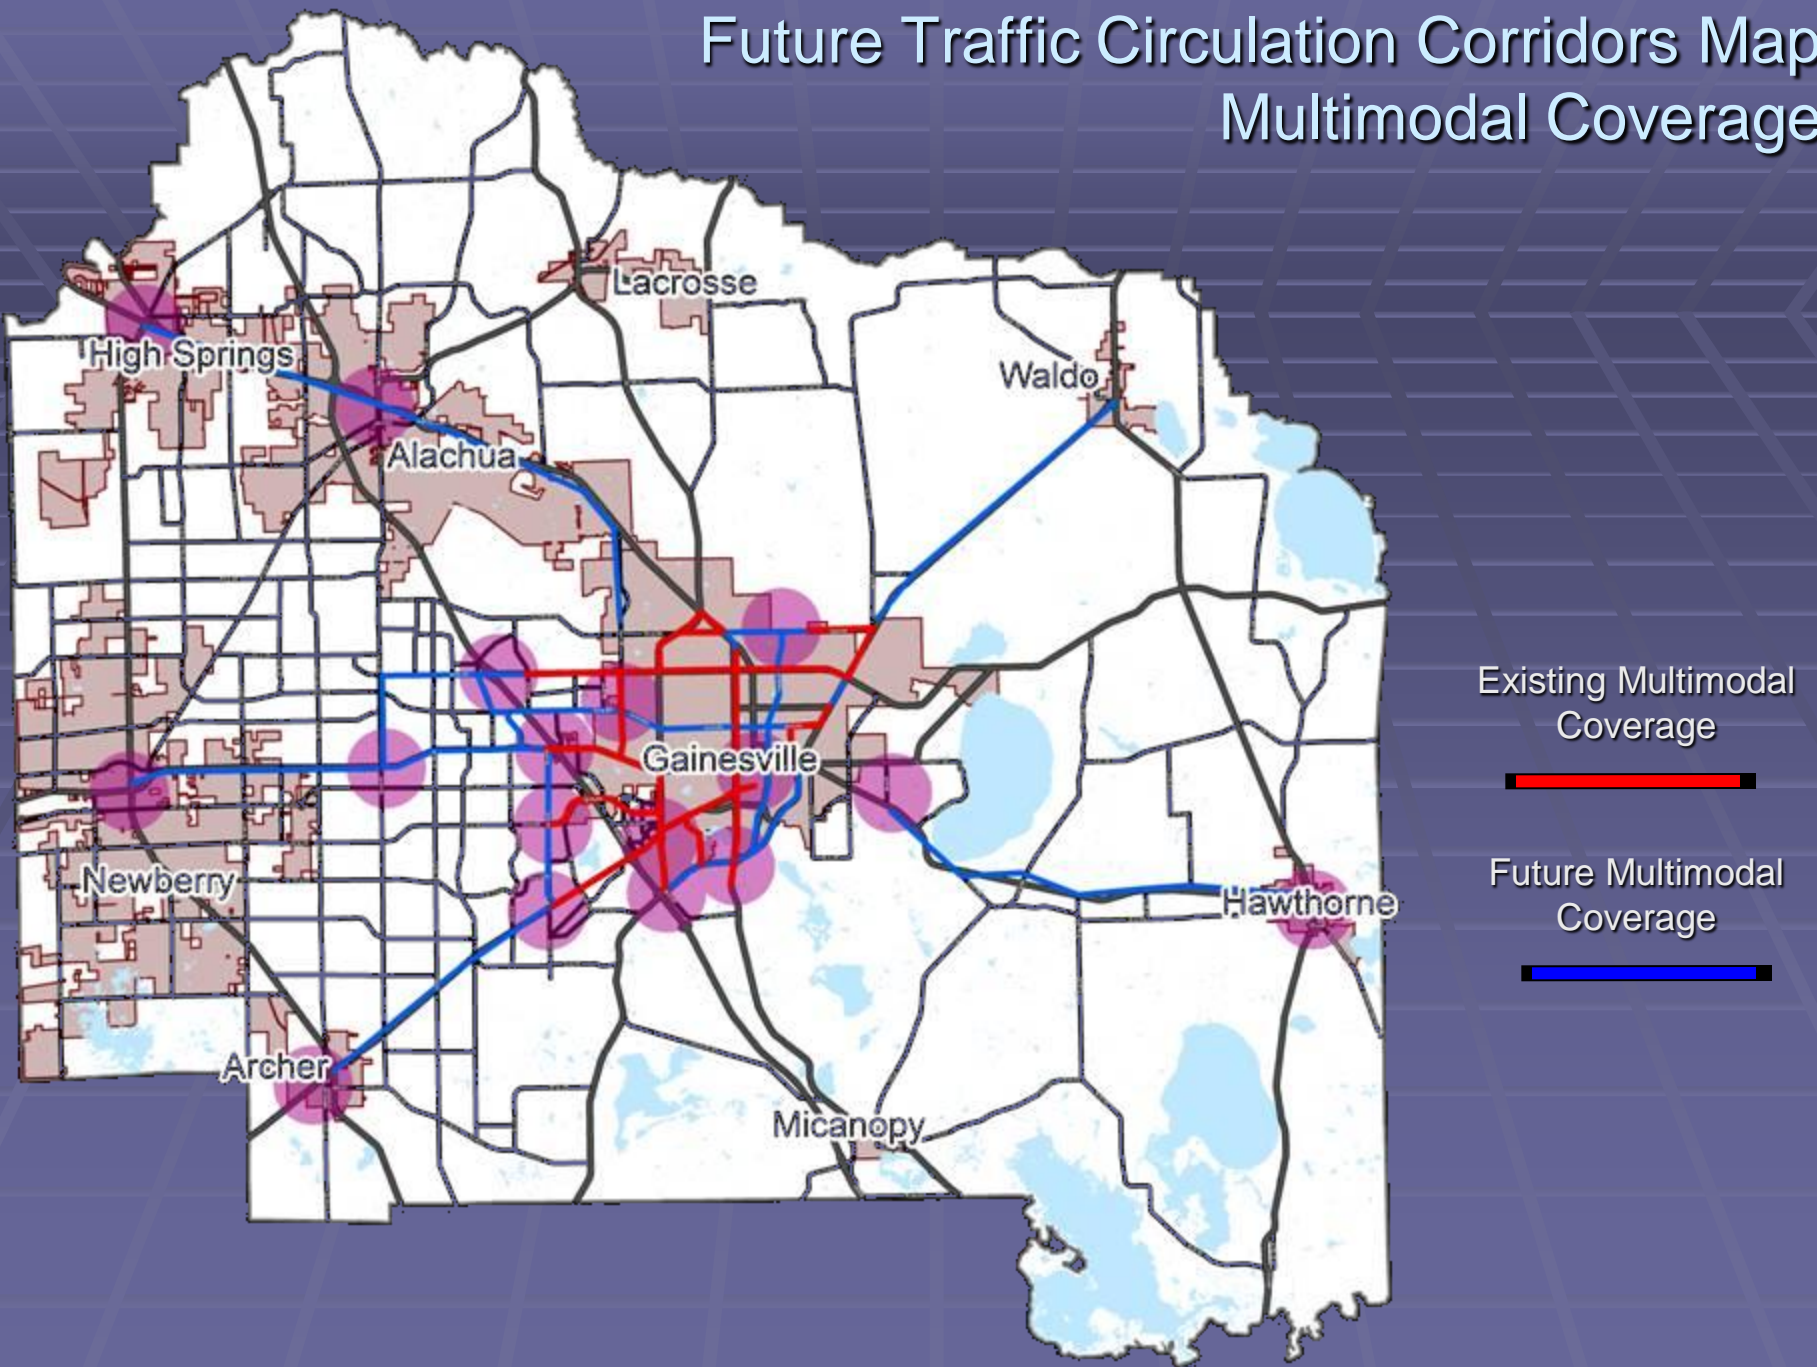 Future Traffic Circulation Corridors Map
Multimodal Coverage
Lacrosse
High Springs
Waldo
Alachua
Existing Multimodal
Coverage
Gainesville
Newberry
Future Multimodal
Coverage
Hawthorne
Archer
Micanopy